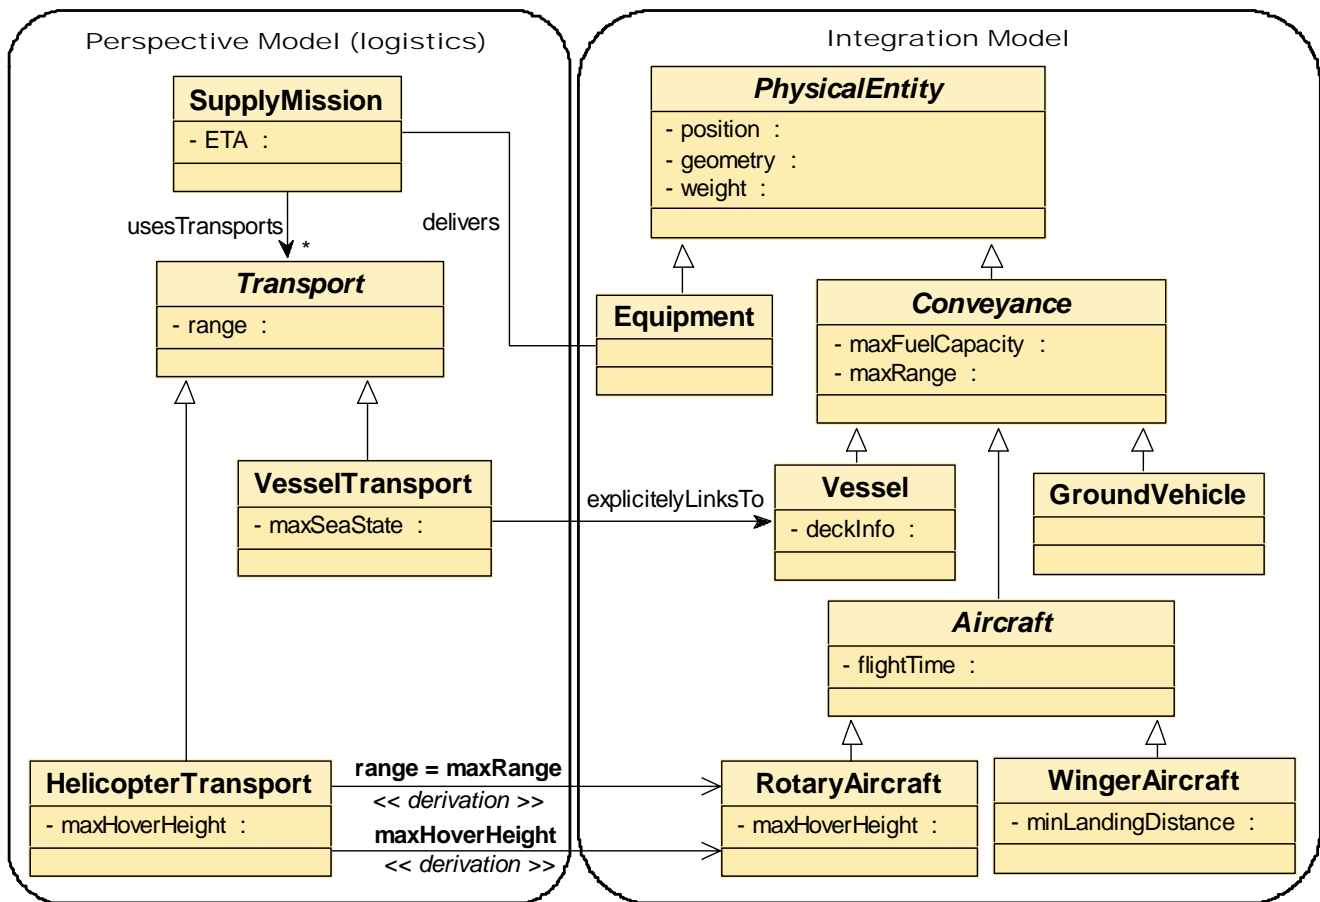 Perspective Model (logistics)
SupplyMission
- ETA :
usesTransports
*
delivers
Transport
- range :
VesselTransport
- maxSeaState :
explicitelyLinksTo
HelicopterTransport
- maxHoverHeight :
range = maxRange
<< derivation >>
maxHoverHeight
<< derivation >>
Integration Model
PhysicalEntity
- position :
- geometry :
- weight :
Equipment
Conveyance
- maxFuelCapacity :
- maxRange :
Vessel
- deckInfo :
GroundVehicle
Aircraft
- flightTime :
RotaryAircraft
- maxHoverHeight :
WingerAircraft
- minLandingDistance :